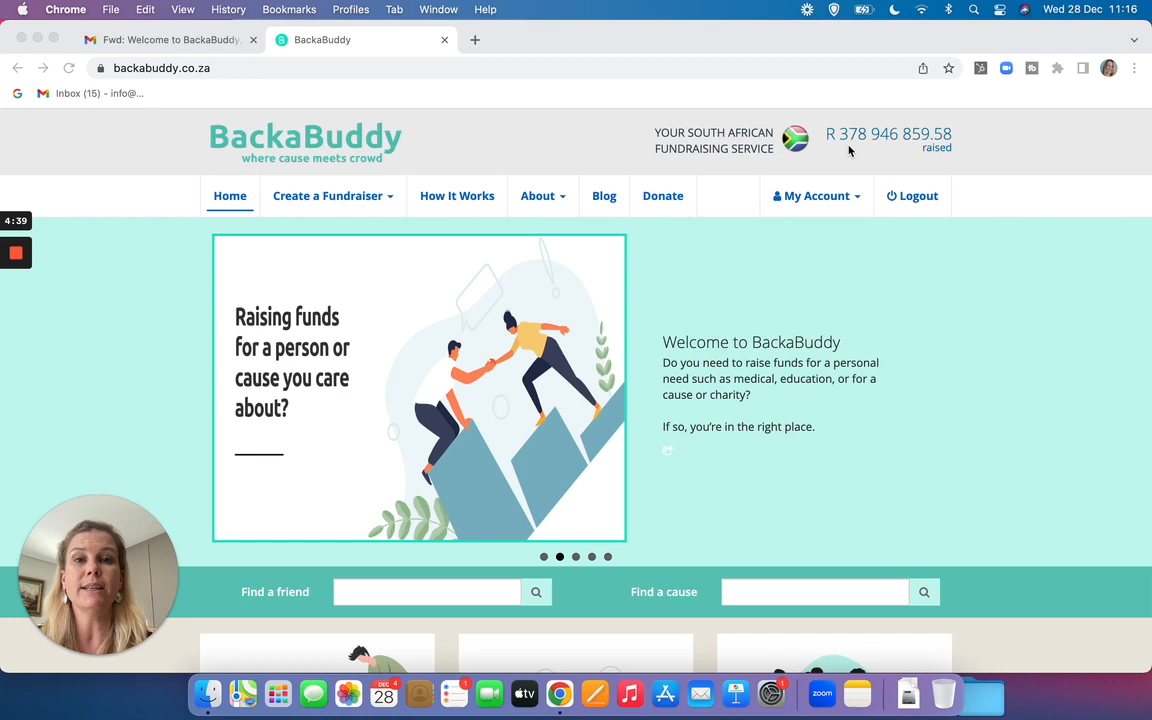 Chrome File Edit View History Bookmarks Profiles Tab Window Help Wed 28 Dec 11:16
Fwd: Welcome to BackaBuddy, BackaBuddy
backabuddy.co.za
Inbox (15) - info@...
BackaBuddy
where cause meets crowd
YOUR SOUTH AFRICAN
FUNDRAISING SERVICE
R 378 946 859.58
raised
Home Create a Fundraiser How It Works About Blog Donate My Account Logout
4:39
Raising funds
for a person or
cause you care
about?
Welcome to BackaBuddy
Do you need to raise funds for a personal
need such as medical, education, or for a
cause or charity?
If so, you're in the right place.
Find a friend Find a cause
DEC 4 1 1
28 tv zoom